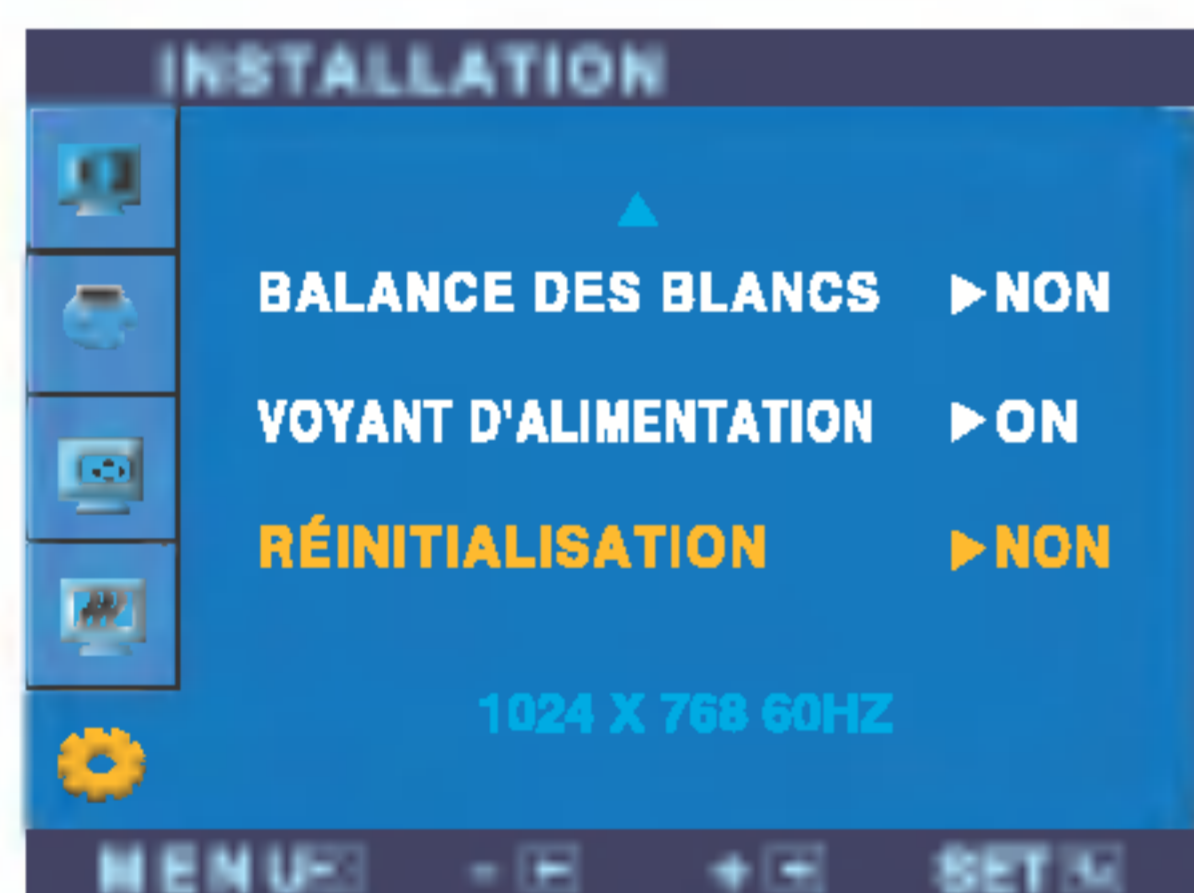 INSTALLATION
BALANCE DES BLANCS ▶NON
VOYANT D'ALIMENTATION ▶ON
RÉINITIALISATION ▶NON
1024 X 768 60HZ
MENU - + SET